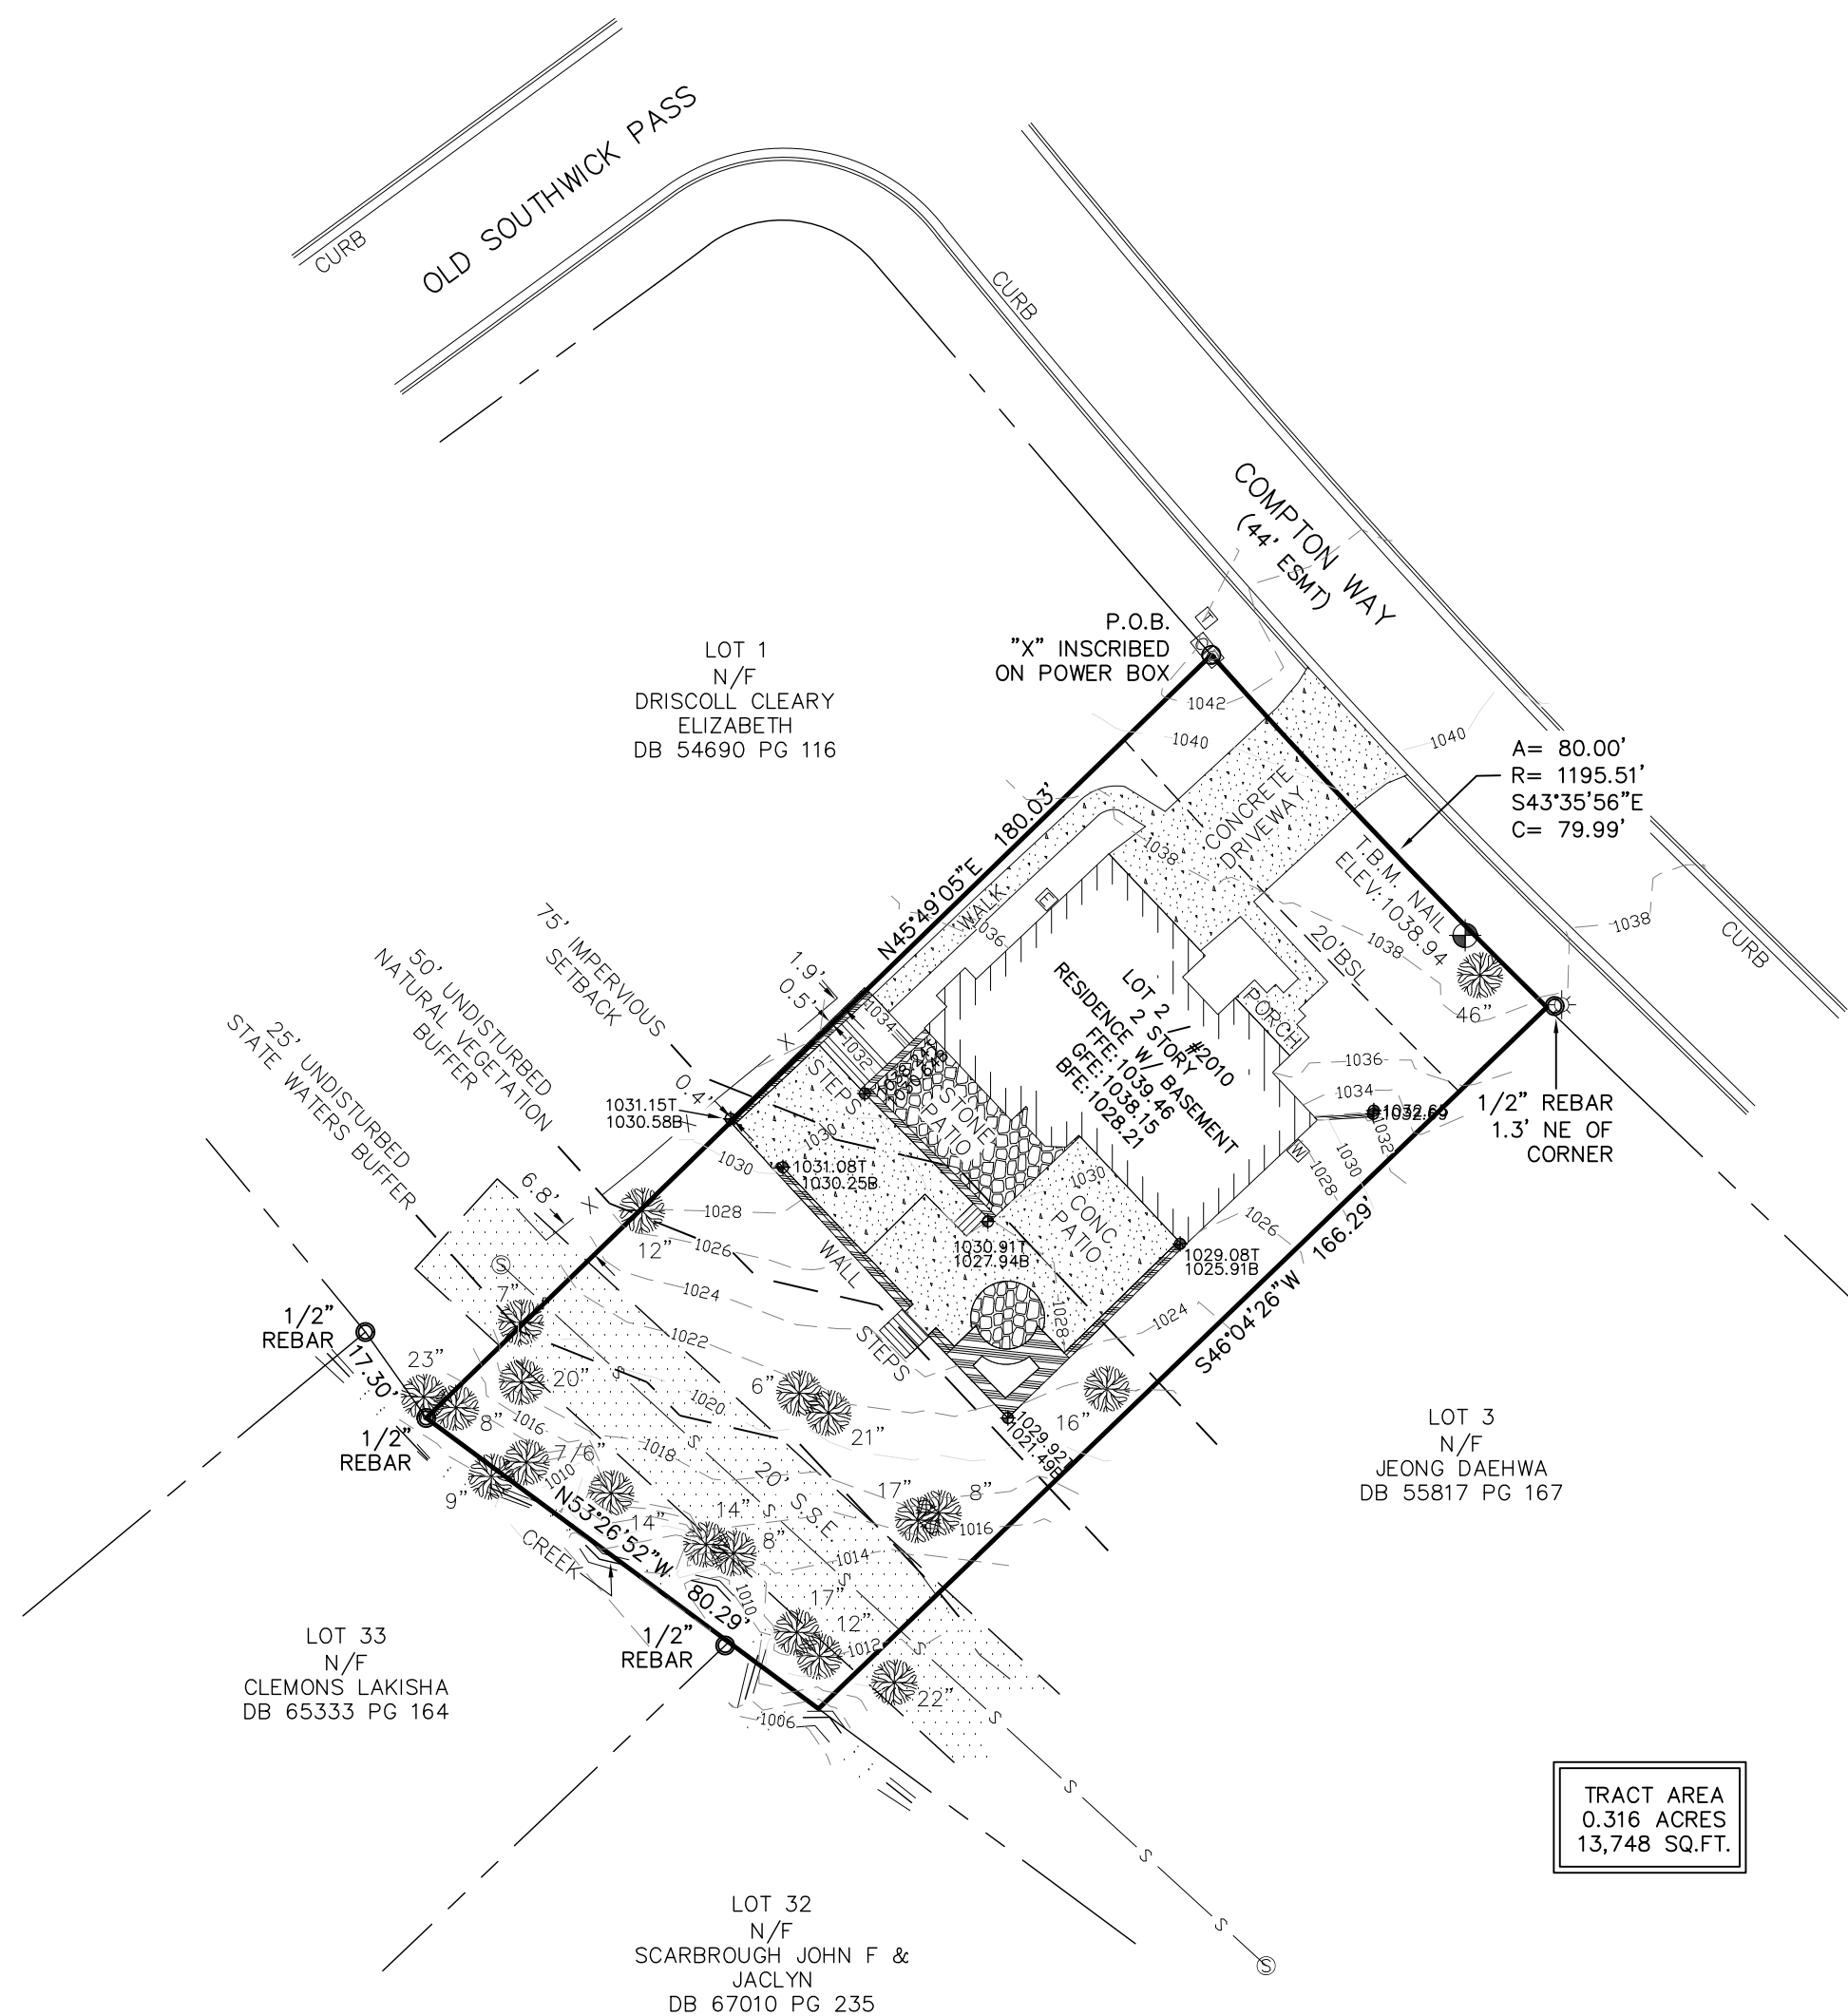 OLD SOUTHWICK PASS
CURB
CURB
COMPTON WAY
(44' ESMT)
P.O.B.
"X" INSCRIBED
ON POWER BOX
T
LOT 1
N/F
DRISCOLL CLEARY
ELIZABETH
DB 54690 PG 116
1042
1040
1040
A= 80.00'
R= 1195.51'
S43°35'56"E
C= 79.99'
CONCRETE
DRIVEWAY
1038
T.B.M. NAIL
ELEV:1038.94
N45°49'05"E 180.03'
WALK
E
1036
20'BSL
1038
1038
CURB
46"
75' IMPERVIOUS
SETBACK
50' UNDISTURBED
NATURAL VEGETATION
BUFFER
25' UNDISTURBED
STATE WATERS BUFFER
1.9'
0.5'
0.4'
6.8'
X
X
LOT 2 / #2010
2 STORY
RESIDENCE W/ BASEMENT
FFE:1039.46
GFE:1038.15
BFE:1028.21
PORCH
1034
1032
STEPS
STONE
PATIO
1036
1034
1032
1030
1028
1026
1032.69
W
1/2" REBAR
1.3' NE OF
CORNER
1031.15T
1030.58B
1031.08T
1030.25B
1030
1030
1030
CONC
PATIO
1030.91T
1027.94B
1029.08T
1025.91B
WALL
STEPS
1028
1028
1026
1024
1024
1022
1020
1018
1016
1016
1014
1012
1010
1010
1006
12"
7"
S
1/2"
REBAR
17.30'
23"
8"
20"
1/2"
REBAR
9"
7/6"
14"
14"
8"
6"
21"
16"
17"
8"
17"
12"
22"
1029.92T
1021.49B
S46°04'26"W 166.29'
20' S.S.E.
S
S
S
S
S
S
S
S
S
S
N53°26'52"W 80.29'
CREEK
1/2"
REBAR
LOT 3
N/F
JEONG DAEHWA
DB 55817 PG 167
LOT 33
N/F
CLEMONS LAKISHA
DB 65333 PG 164
LOT 32
N/F
SCARBROUGH JOHN F &
JACLYN
DB 67010 PG 235
TRACT AREA
0.316 ACRES
13,748 SQ.FT.